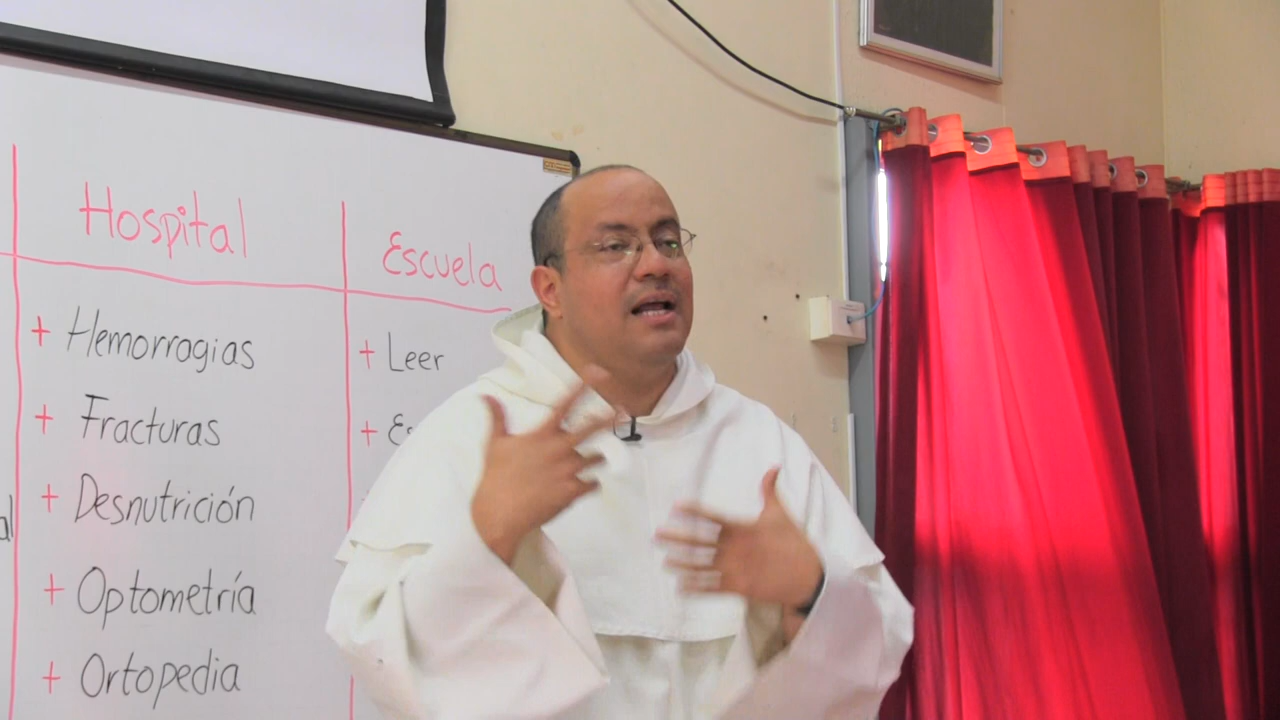 Hospital
+ Hemorragias
+ Fracturas
+ Desnutrición
+ Optometría
+ Ortopedia
Escuela
+ Leer
+